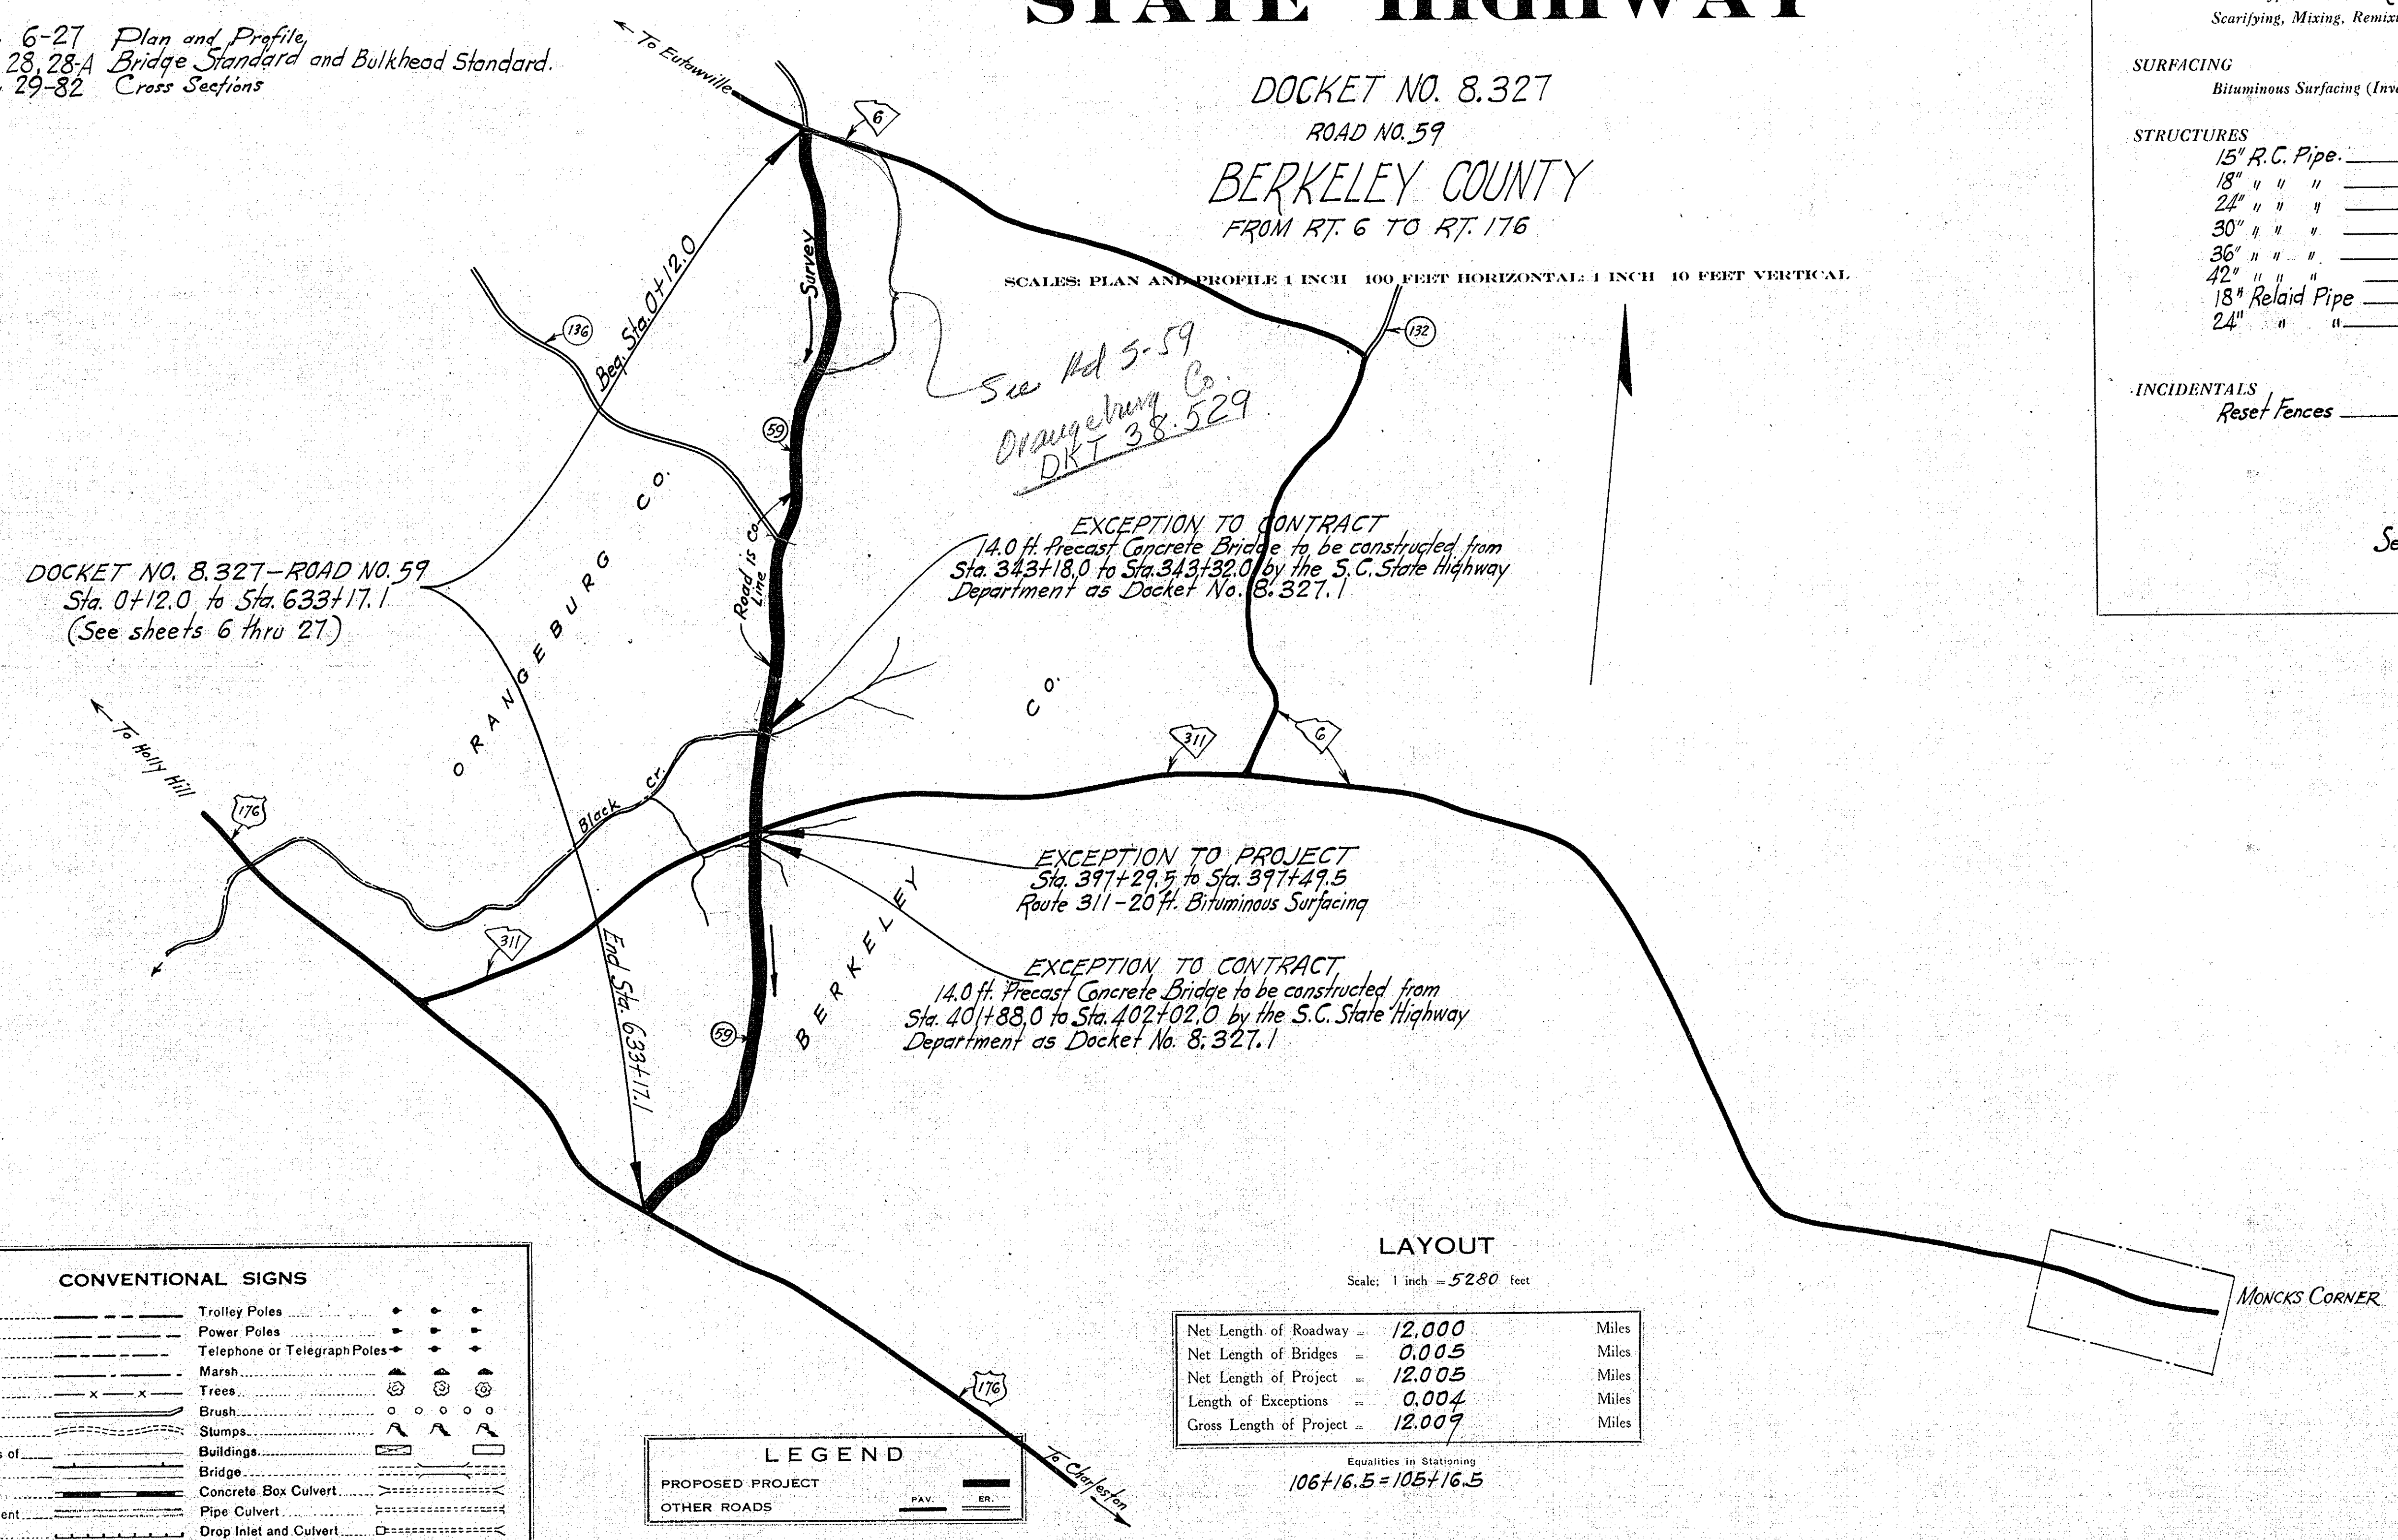 STATE HIGHWAY
6-27 Plan and Profile
28, 28-A Bridge Standard and Bulkhead Standard.
29-82 Cross Sections
DOCKET NO. 8.327
ROAD NO. 59
BERKELEY COUNTY
FROM RT. 6 TO RT. 176
SCALES: PLAN AND PROFILE 1 INCH 100 FEET HORIZONTAL: 1 INCH 10 FEET VERTICAL
Scarifying, Mixing,
SURFACING
Bituminous Surfacing
STRUCTURES
15" R.C. Pipe.
18" " " "
24" " " "
30" " " "
36" " " "
42" " " "
18" Relaid Pipe
24" " "
INCIDENTALS
Reset Fences
To Eutawville
6
Survey
Beg. Sta. 0+12.0
136
132
See Rd S-59
Orangeburg Co.
DKT 38.529
59
ORANGEBURG CO.
Road is Co.
Line
EXCEPTION TO CONTRACT
14.0 ft. Precast Concrete Bridge to be constructed from
Sta. 343+18.0 to Sta. 343+32.0 by the S.C. State Highway
Department as Docket No. 8.327.1
DOCKET NO. 8.327-ROAD NO. 59
Sta. 0+12.0 to Sta. 633+17.1
(See sheets 6 thru 27)
To Holly Hill
176
Black Cr.
311
6
EXCEPTION TO PROJECT
Sta. 397+29.5 to Sta. 397+49.5
Route 311-20 ft. Bituminous Surfacing
311
End Sta. 633+17.1
BERKELEY CO.
EXCEPTION TO CONTRACT
14.0 ft. Precast Concrete Bridge to be constructed from
Sta. 401+88.0 to Sta. 402+02.0 by the S.C. State Highway
Department as Docket No. 8.327.1
59
MONCKS CORNER
176
To Charleston
CONVENTIONAL SIGNS
Trolley Poles
Power Poles
Telephone or Telegraph Poles
Marsh
Trees
Brush
Stumps
of
Buildings
Bridge
Concrete Box Culvert
Pipe Culvert
Drop Inlet and Culvert
LEGEND
PROPOSED PROJECT
OTHER ROADS PAV. ER.
LAYOUT
Scale: 1 inch = 5280 feet
Net Length of Roadway = 12.000 Miles
Net Length of Bridges = 0.005 Miles
Net Length of Project = 12.005 Miles
Length of Exceptions = 0.004 Miles
Gross Length of Project = 12.009 Miles
Equalities in Stationing
106+16.5 = 105+16.5